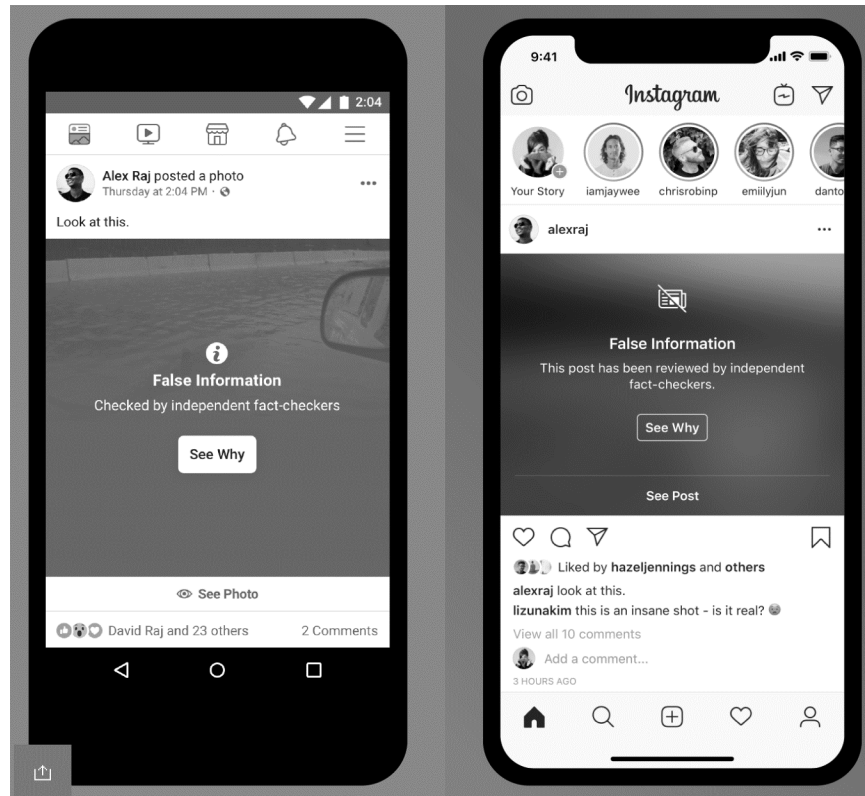 2:04
Alex Raj posted a photo
Thursday at 2:04 PM ·
Look at this.
False Information
Checked by independent fact-checkers
See Why
See Photo
David Raj and 23 others
2 Comments
9:41
Instagram
Your Story
iamjaywee
chrisrobinp
emiilyjun
danto
alexraj
False Information
This post has been reviewed by independent
fact-checkers.
See Why
See Post
Liked by hazeljennings and others
alexraj look at this.
lizunakim this is an insane shot - is it real?
View all 10 comments
Add a comment...
3 HOURS AGO